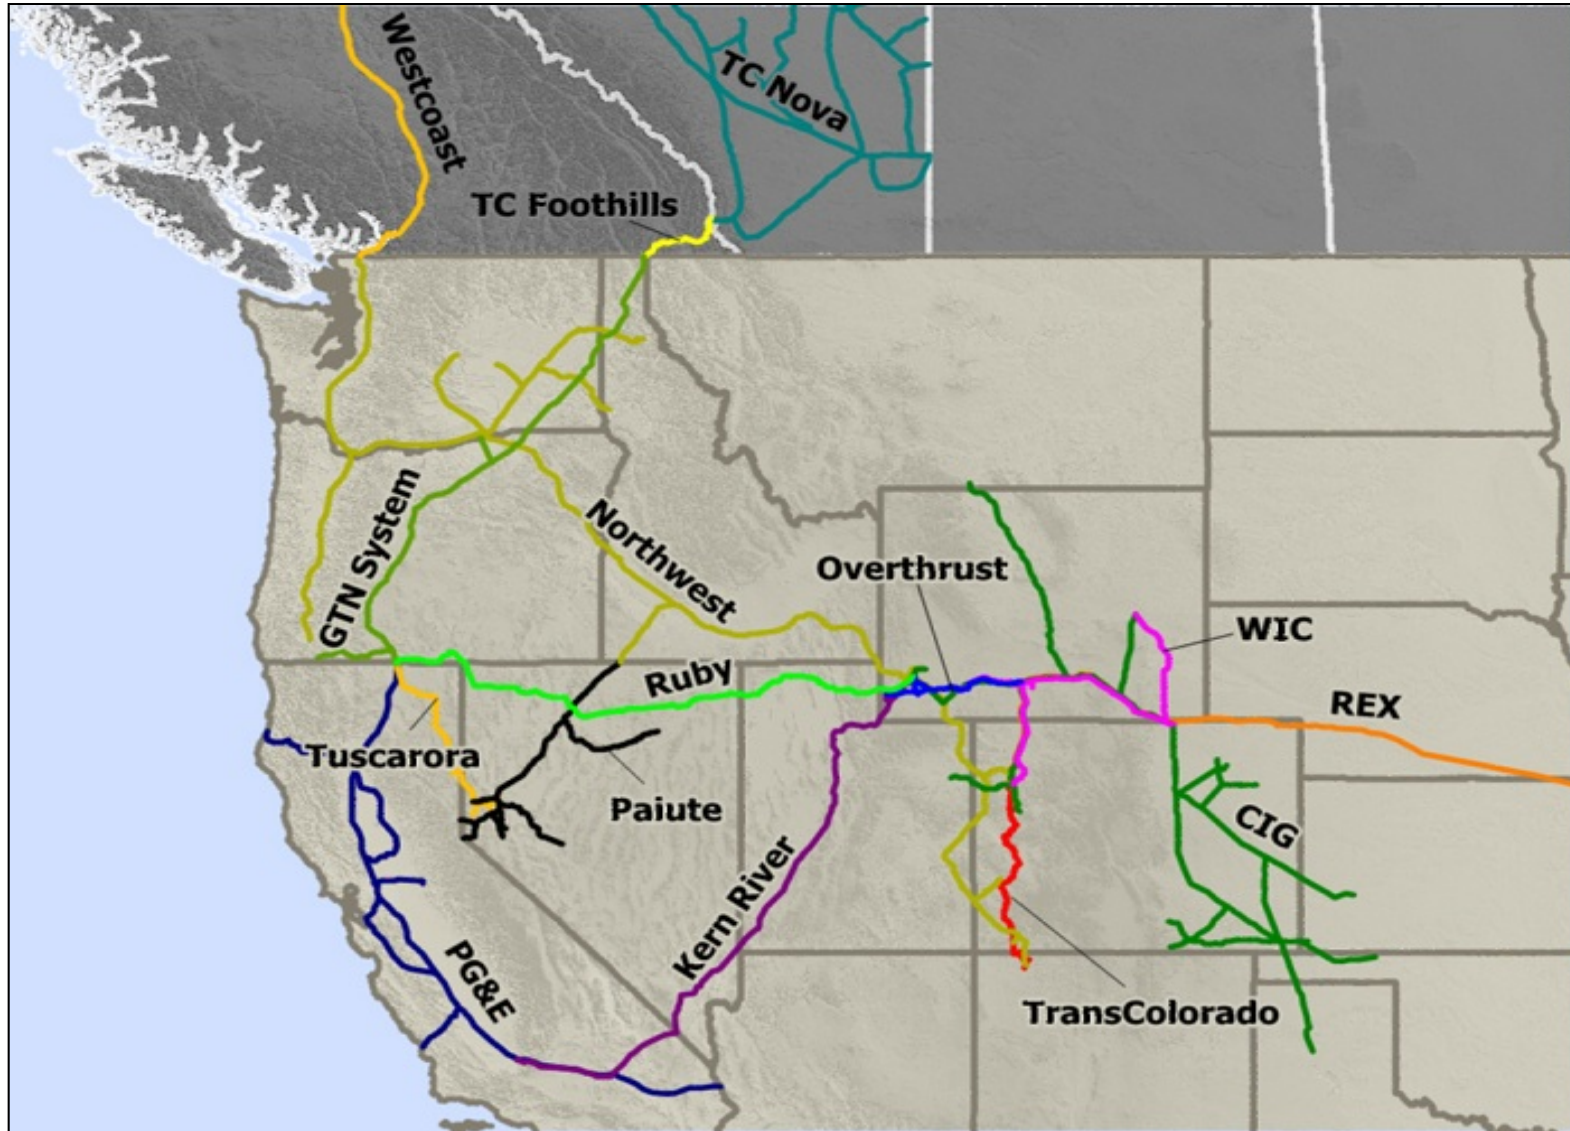 Westcoast
TC Nova
TC Foothills
GTN System
Northwest
Overthrust
WIC
Ruby
REX
Tuscarora
Paiute
CIG
Kern River
PG&E
TransColorado